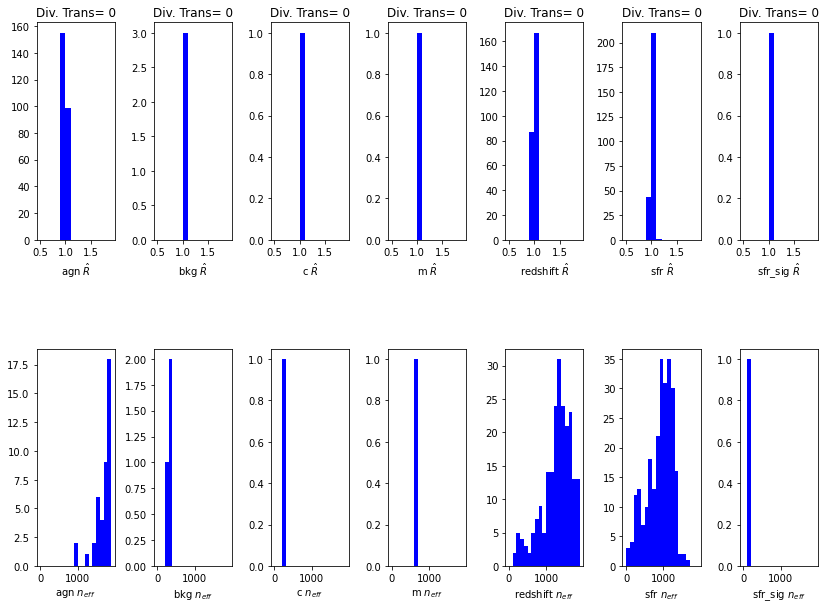 Div. Trans= 0 Div. Trans= 0 Div. Trans= 0 Div. Trans= 0 Div. Trans= 0 Div. Trans= 0 Div. Trans= 0
160 3.0 1.0 1.0 160 200 1.0
140 2.5 0.8 0.8 140 175 0.8
120 2.0 0.6 0.6 120 150 0.6
100 1.5 0.4 0.4 100 125 0.4
80 1.0 0.2 0.2 80 100 0.2
60 0.5 0.0 0.0 60 75 0.0
40 0.0 40 50
20 20 25
0 0 0
0.5 1.0 1.5 0.5 1.0 1.5 0.5 1.0 1.5 0.5 1.0 1.5 0.5 1.0 1.5 0.5 1.0 1.5 0.5 1.0 1.5
agn R̂ bkg R̂ c R̂ m R̂ redshift R̂ sfr R̂ sfr_sig R̂
17.5 2.00 1.0 1.0 30 35 1.0
15.0 1.75 0.8 0.8 25 30 0.8
12.5 1.50 0.6 0.6 20 25 0.6
10.0 1.25 0.4 0.4 15 20 0.4
7.5 1.00 0.2 0.2 10 15 0.2
5.0 0.75 0.0 0.0 5 10 0.0
2.5 0.50 0 5
0.0 0.25 0
0.00
0 1000 0 1000 0 1000 0 1000 0 1000 0 1000 0 1000
agn n_eff bkg n_eff c n_eff m n_eff redshift n_eff sfr n_eff sfr_sig n_eff